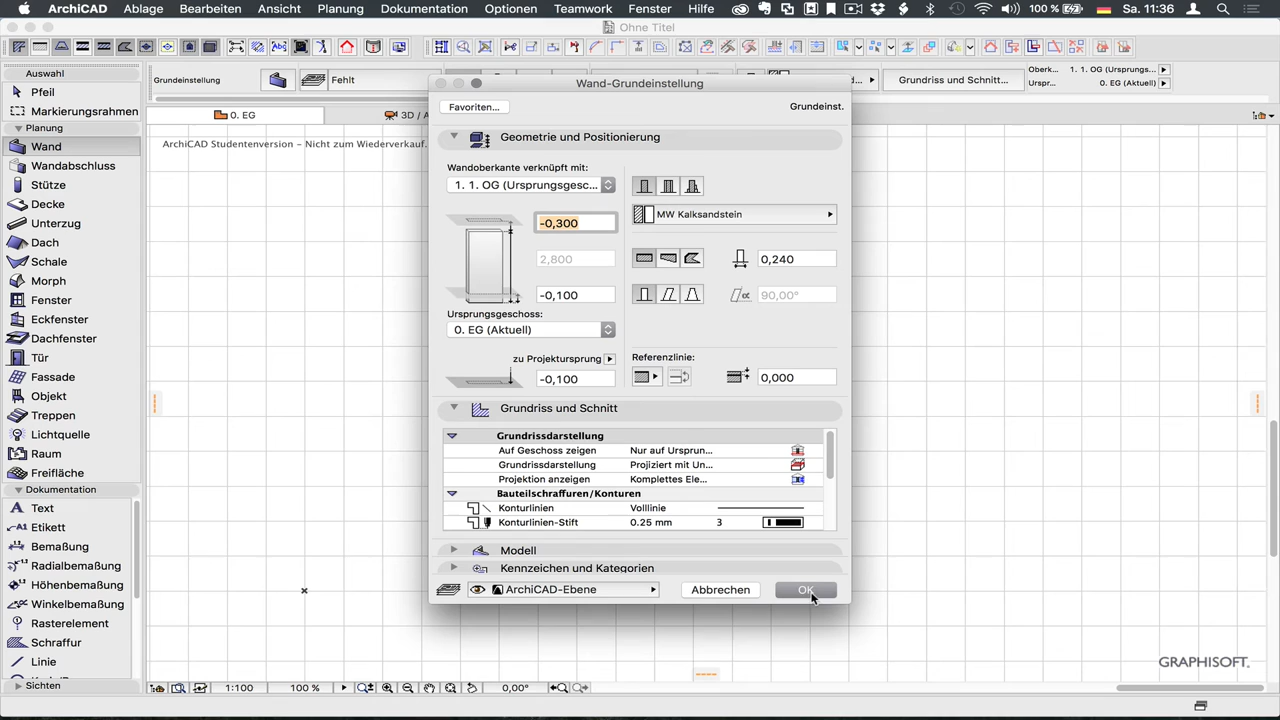 ArchiCAD Ablage Bearbeiten Ansicht Planung Dokumentation Optionen Teamwork Fenster Hilfe 100 % Sa. 11:36
Ohne Titel
Grundeinstellung
Fehlt
Grundriss und Schnitt...
Oberk... 1. 1. OG (Ursprungs...
Urspr... 0. EG (Aktuell)
0. EG
3D / A
ArchiCAD Studentenversion – Nicht zum Wiederverkauf.
Auswahl
Pfeil
Markierungsrahmen
Planung
Wand
Wandabschluss
Stütze
Decke
Unterzug
Dach
Schale
Morph
Fenster
Eckfenster
Dachfenster
Tür
Fassade
Objekt
Treppen
Lichtquelle
Raum
Freifläche
Dokumentation
Text
Etikett
Bemaßung
Radialbemaßung
Höhenbemaßung
Winkelbemaßung
Rasterelement
Schraffur
Linie
Sichten
Wand-Grundeinstellung
Favoriten...
Grundeinst.
Geometrie und Positionierung
Wandoberkante verknüpft mit:
1. 1. OG (Ursprungsgesc...
-0,300
MW Kalksandstein
2,800
0,240
-0,100
90,00°
Ursprungsgeschoss:
0. EG (Aktuell)
zu Projektursprung
Referenzlinie:
-0,100
0,000
Grundriss und Schnitt
Grundrissdarstellung
Auf Geschoss zeigen Nur auf Ursprun...
Grundrissdarstellung Projiziert mit Un...
Projektion anzeigen Komplettes Ele...
Bauteilschraffuren/Konturen
Konturlinien Volllinie
Konturlinien-Stift 0.25 mm 3
Modell
Kennzeichen und Kategorien
ArchiCAD-Ebene
Abbrechen
OK
GRAPHISOFT.
1:100 100 % 0,00°